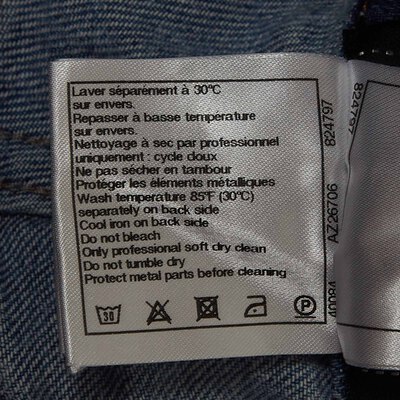 Laver séparément à 30°C
sur envers.
Repasser à basse température
sur envers.
Nettoyage à sec par professionnel
uniquement : cycle doux
Ne pas sécher en tambour
Protéger les éléments métalliques
Wash temperature 85°F (30°C)
separately on back side
Cool iron on back side
Do not bleach
Only professional soft dry clean
Do not tumble dry
Protect metal parts before cleaning
30
P
40084 AZ26706 824797
824797